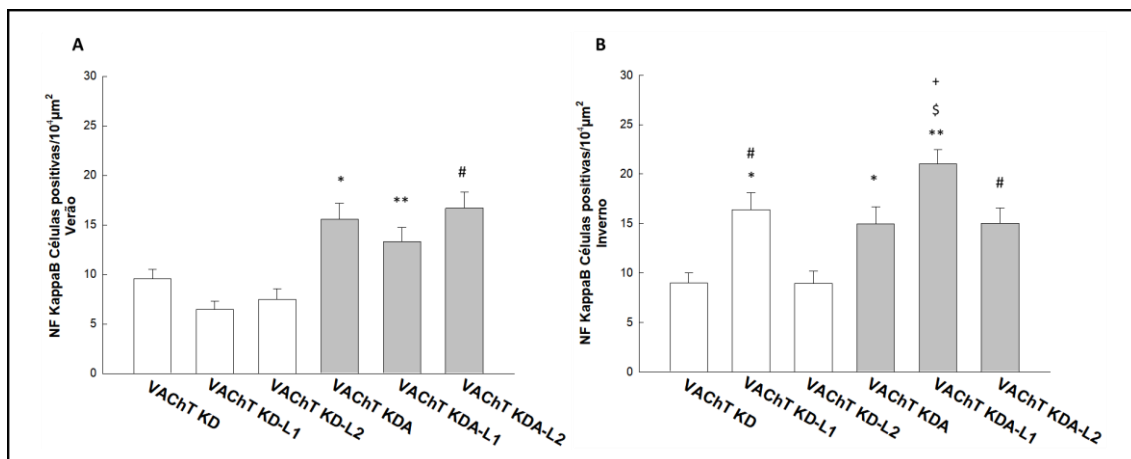 A
NF KappaB Células positivas/10⁴µm²
Verão
30
25
20
15
10
5
0
*
**
#
VAChT KD
VAChT KD-L1
VAChT KD-L2
VAChT KDA
VAChT KDA-L1
VAChT KDA-L2
B
NF KappaB Células positivas/10⁴µm²
Inverno
30
25
20
15
10
5
0
#
*
*
+
$
**
#
VAChT KD
VAChT KD-L1
VAChT KD-L2
VAChT KDA
VAChT KDA-L1
VAChT KDA-L2